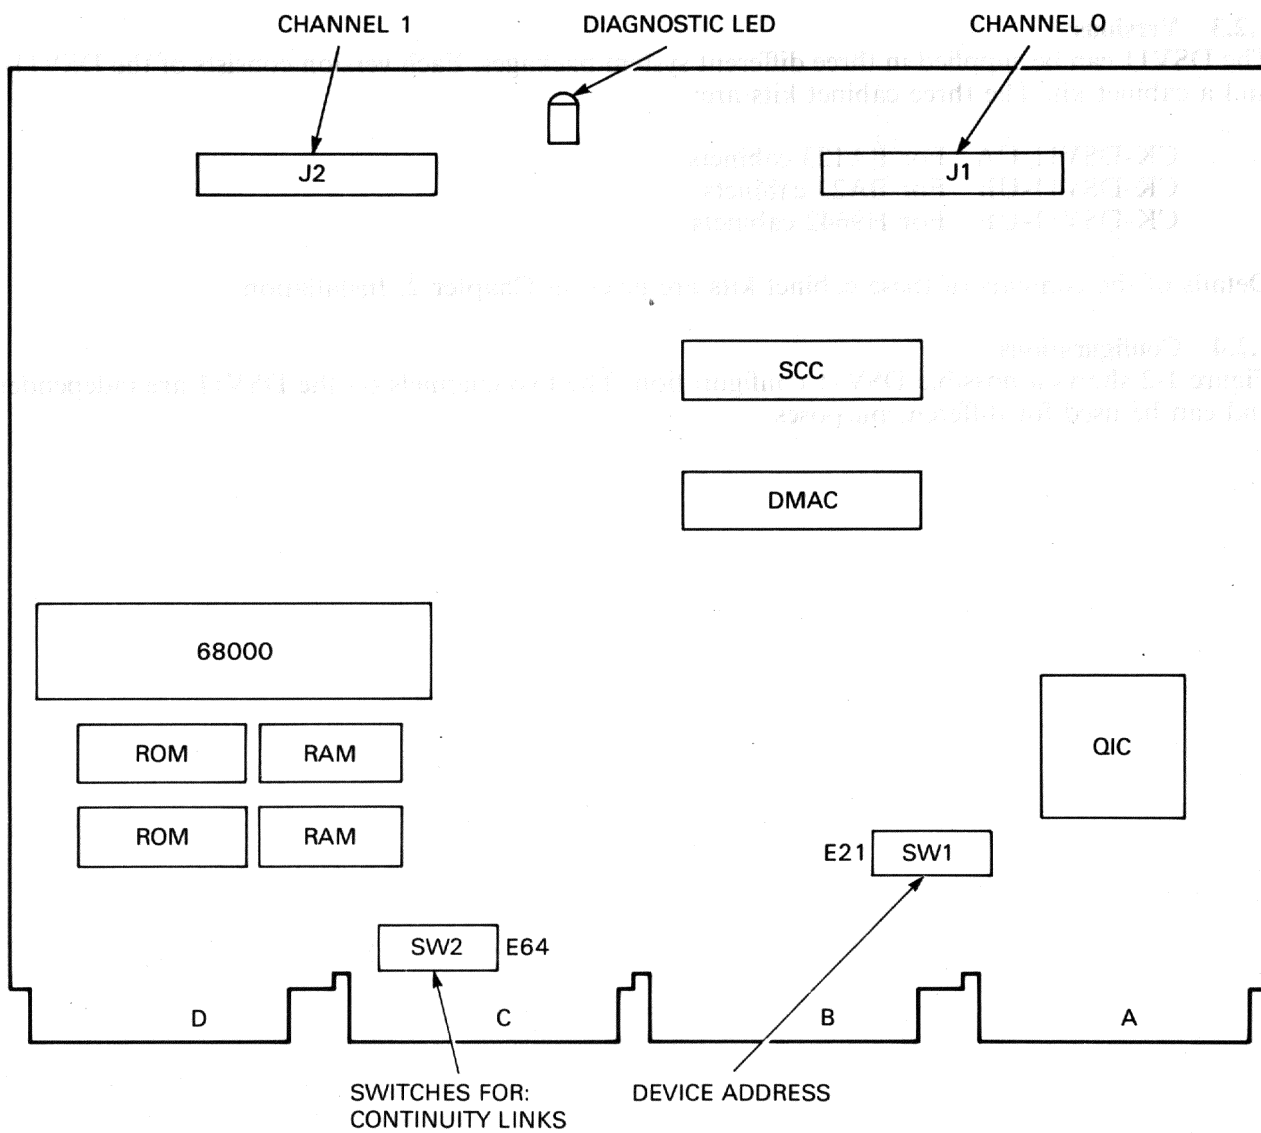 CHANNEL 1
DIAGNOSTIC LED
CHANNEL 0
J2
J1
SCC
DMAC
68000
QIC
ROM
RAM
ROM
RAM
E21
SW1
SW2
E64
D
C
B
A
SWITCHES FOR:
CONTINUITY LINKS
DEVICE ADDRESS